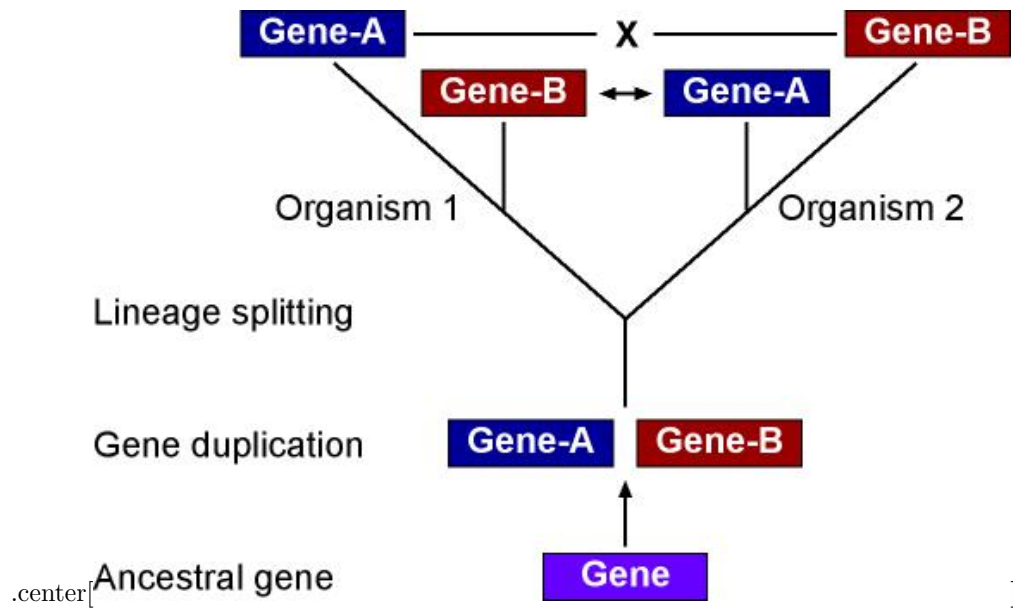 Gene-A X Gene-B
Gene-B Gene-A
Organism 1 Organism 2
Lineage splitting
Gene duplication Gene-A Gene-B
Ancestral gene Gene
.center[